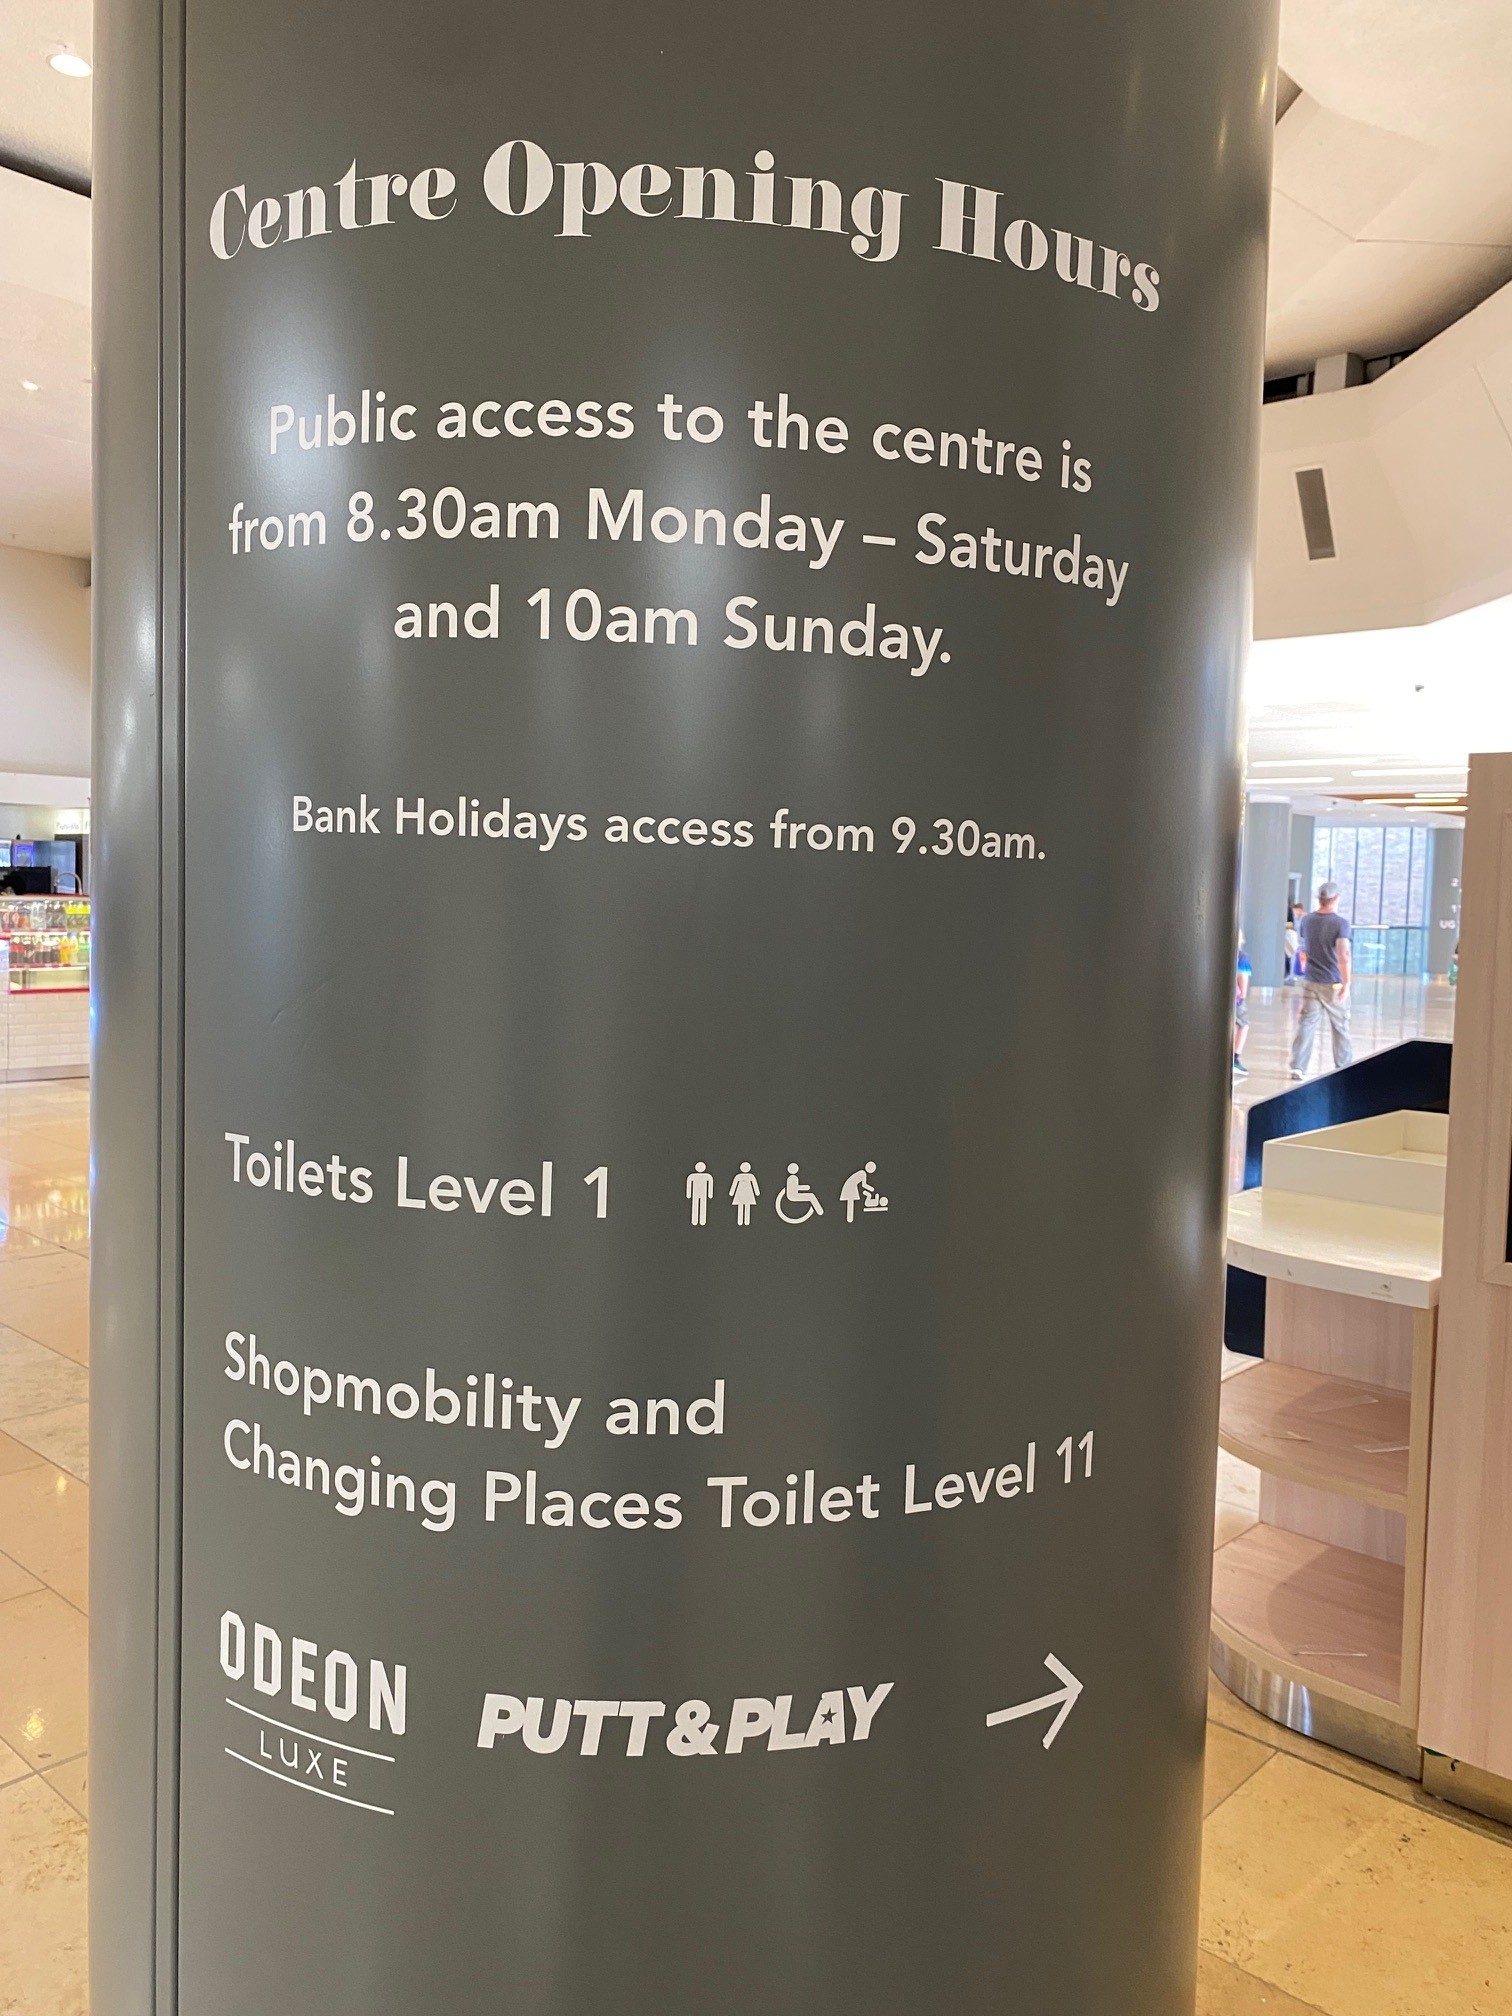 Centre Opening Hours
Public access to the centre is
from 8.30am Monday – Saturday
and 10am Sunday.
Bank Holidays access from 9.30am.
Toilets Level 1
Shopmobility and
Changing Places Toilet Level 11
ODEON
LUXE
PUTT&PLAY